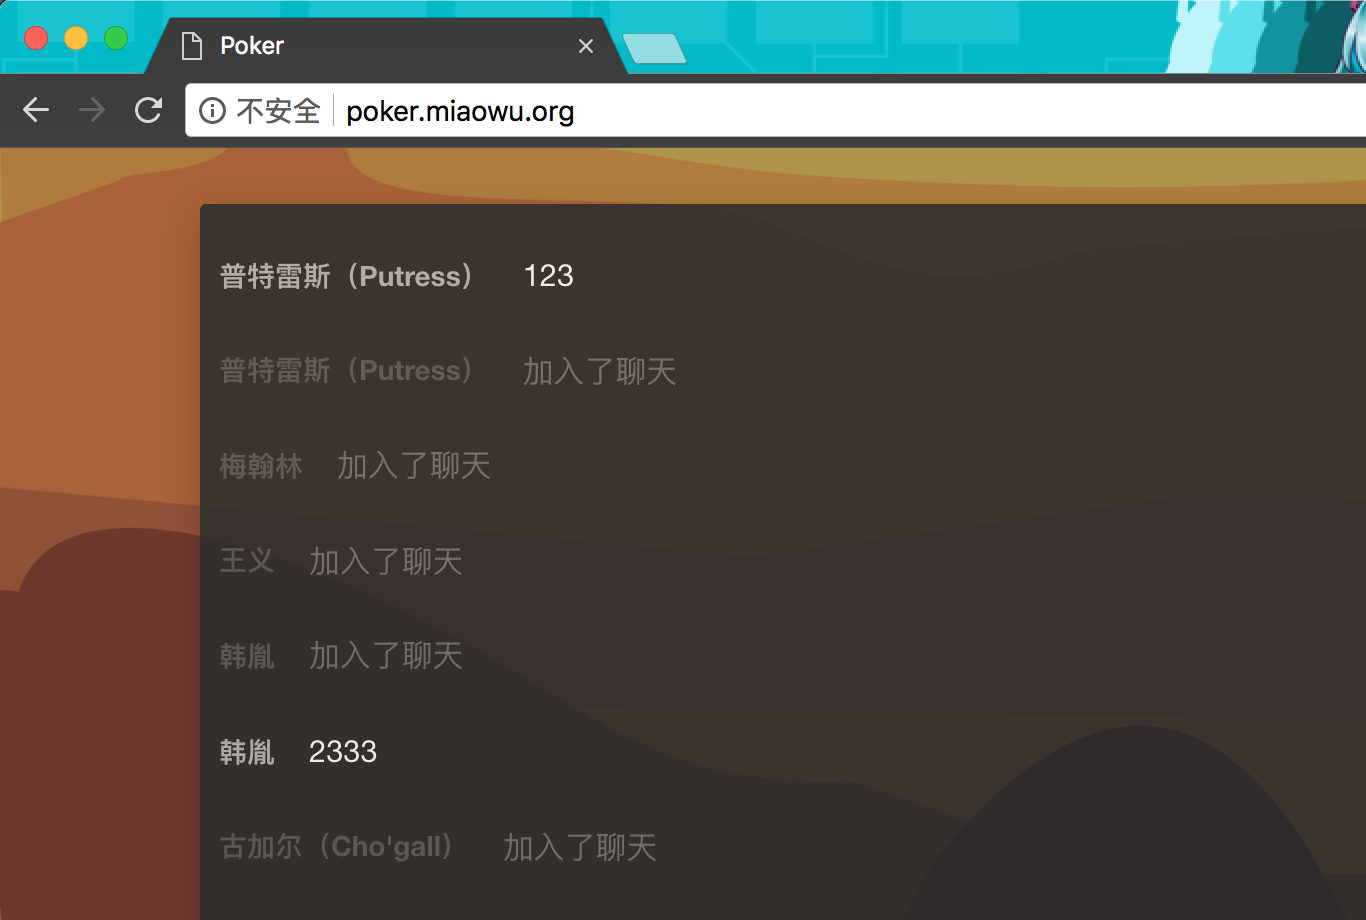 Poker
不安全 poker.miaowu.org
普特雷斯（Putress） 123
普特雷斯（Putress） 加入了聊天
梅翰林 加入了聊天
王义 加入了聊天
韩胤 加入了聊天
韩胤 2333
古加尔（Cho'gall） 加入了聊天